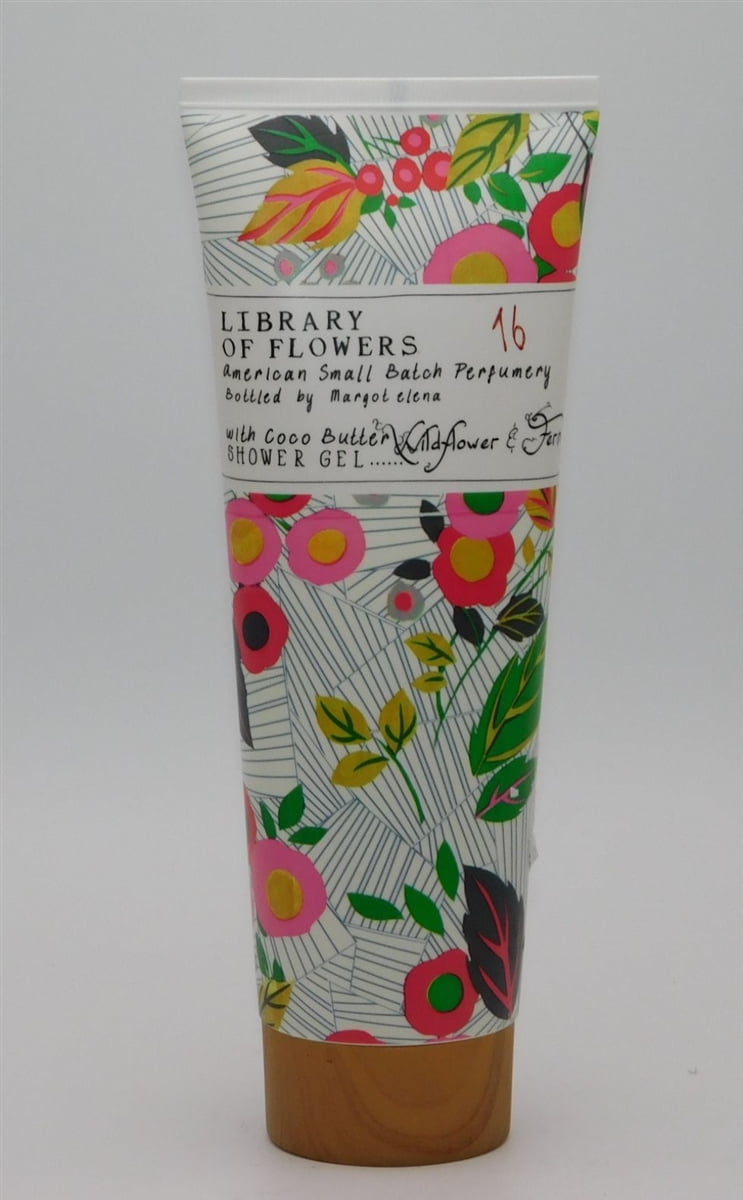 LIBRARY 16
OF FLOWERS
American Small Batch Perfumery
Bottled by Margot elena
with Coco Butter Wildflower & Fern
SHOWER GEL......